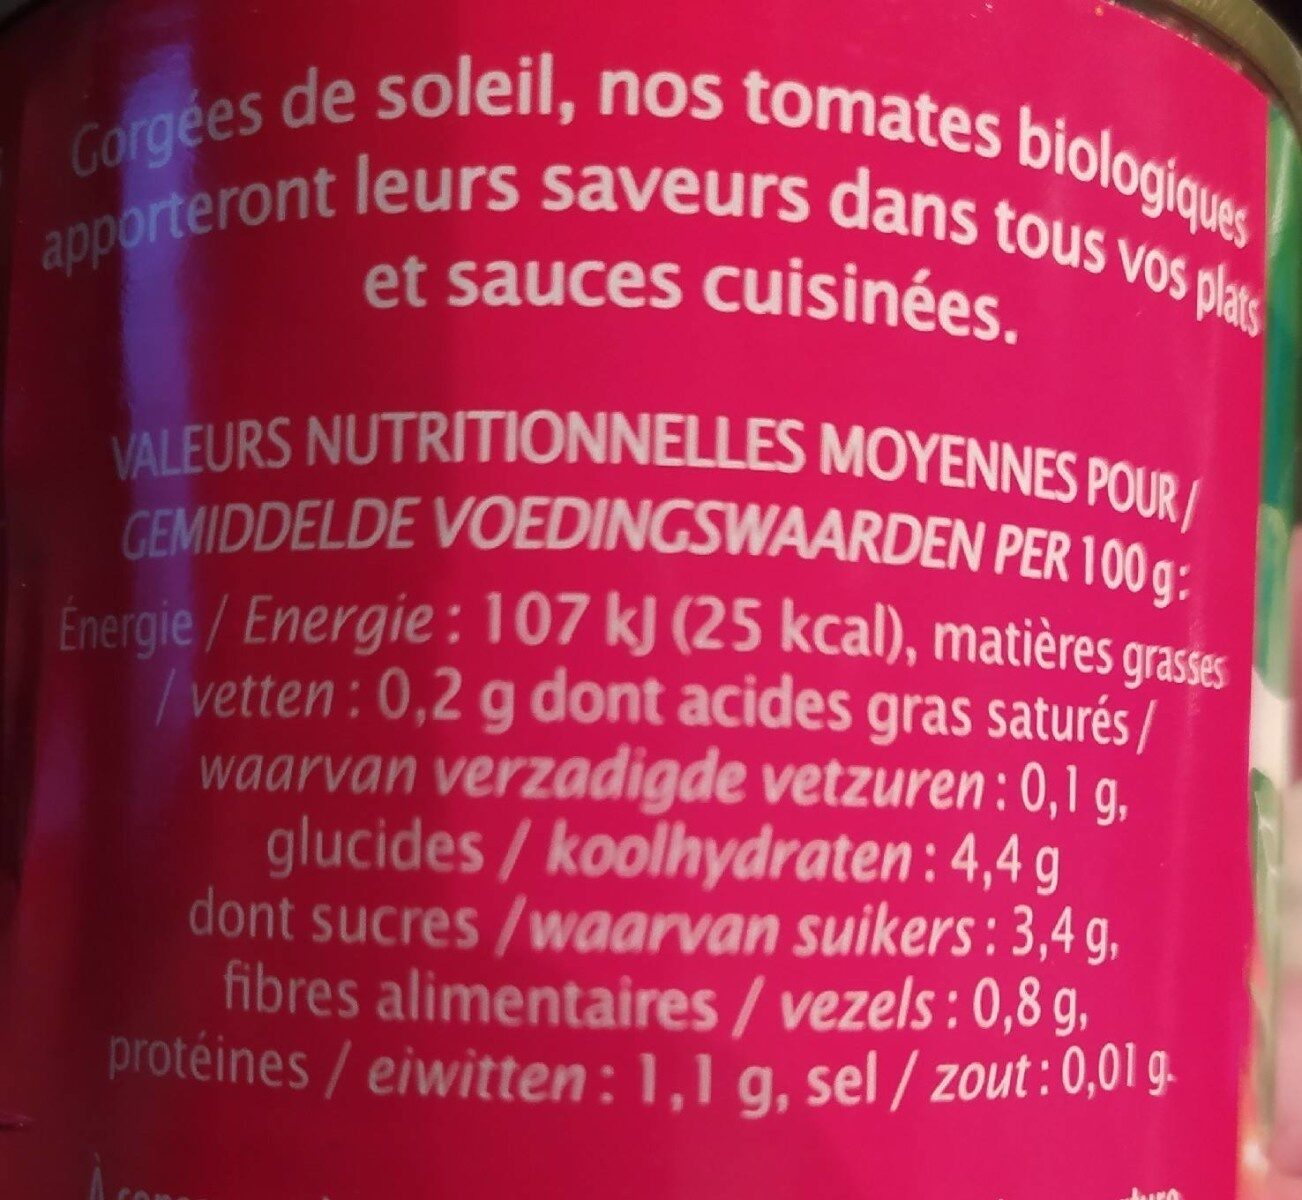 Gorgées de soleil, nos tomates biologiques
apporteront leurs saveurs dans tous vos plats
et sauces cuisinées.
VALEURS NUTRITIONNELLES MOYENNES POUR /
GEMIDDELDE VOEDINGSWAARDEN PER 100 g :
Énergie / Energie : 107 kJ (25 kcal), matières grasses
/ vetten : 0,2 g dont acides gras saturés /
waarvan verzadigde vetzuren : 0,1 g,
glucides / koolhydraten : 4,4 g
dont sucres / waarvan suikers : 3,4 g,
fibres alimentaires / vezels : 0,8 g,
protéines / eiwitten : 1,1 g, sel / zout : 0,01 g.
À